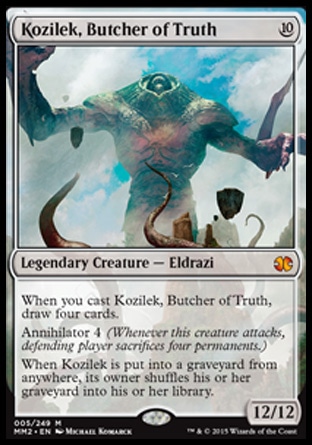 Kozilek, Butcher of Truth 10
Legendary Creature — Eldrazi
When you cast Kozilek, Butcher of Truth,
draw four cards.
Annihilator 4 (Whenever this creature attacks,
defending player sacrifices four permanents.)
When Kozilek is put into a graveyard from
anywhere, its owner shuffles his or her
graveyard into his or her library.
12/12
005/249 M
MM2 • EN Michael Komarck
™ & © 2015 Wizards of the Coast